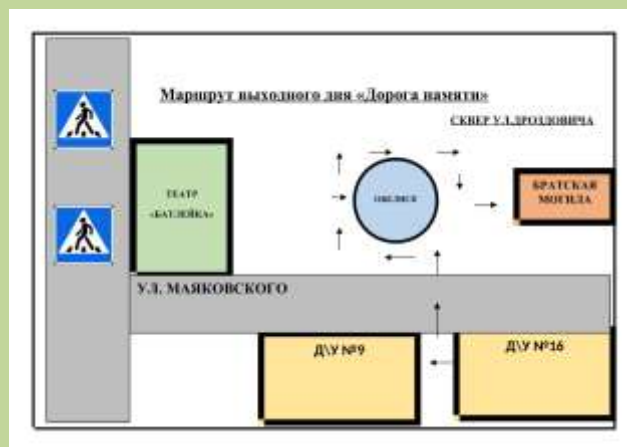 Маршрут выходного дня «Дорога памяти»
СКВЕР УЛ.ДРОЗДОВИЧА
ТЕАТР
«БАТЛЕЙКА»
ОБЕЛИСК
БРАТСКАЯ
МОГИЛА
УЛ. МАЯКОВСКОГО
Д\У №9
Д\У №16